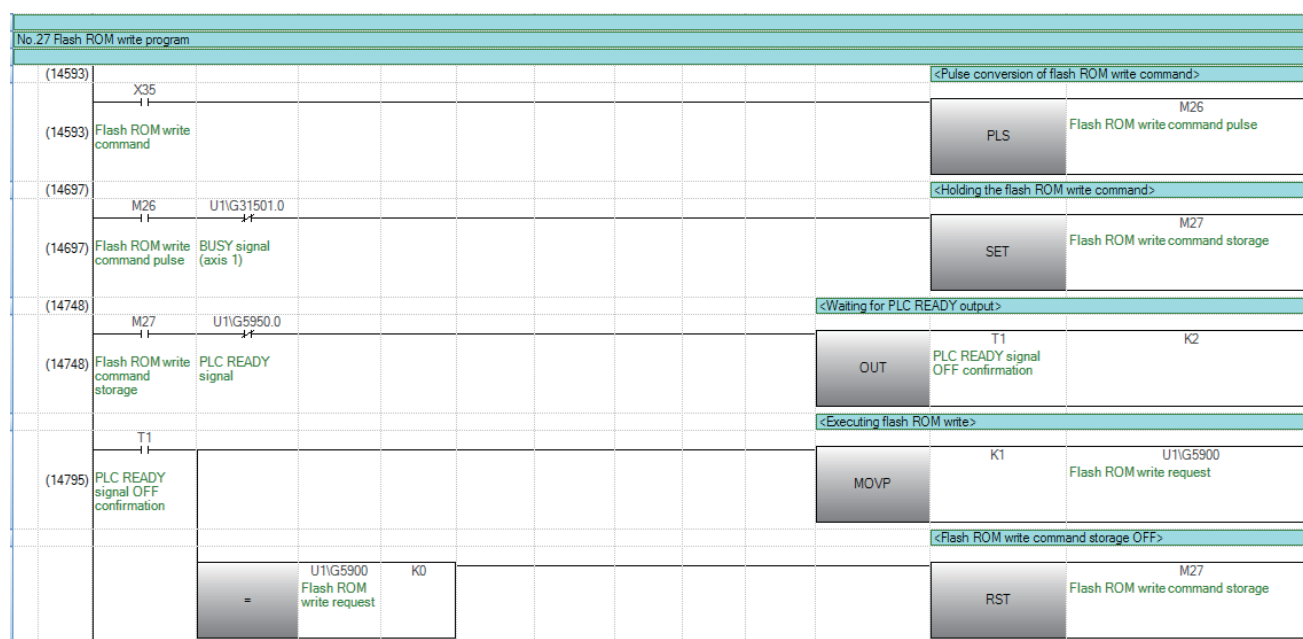 No.27 Flash ROM write program
(14593)
<Pulse conversion of flash ROM write command>
X35
M26
(14593)
Flash ROM write
command
PLS
Flash ROM write command pulse
(14697)
<Holding the flash ROM write command>
M26
U1\G31501.0
M27
(14697)
Flash ROM write
command pulse
BUSY signal
(axis 1)
SET
Flash ROM write command storage
(14748)
<Waiting for PLC READY output>
M27
U1\G5950.0
T1
K2
(14748)
Flash ROM write
command
storage
PLC READY
signal
OUT
PLC READY signal
OFF confirmation
<Executing flash ROM write>
T1
K1
U1\G5900
(14795)
PLC READY
signal OFF
confirmation
MOVP
Flash ROM write request
<Flash ROM write command storage OFF>
=
U1\G5900
Flash ROM
write request
K0
RST
M27
Flash ROM write command storage